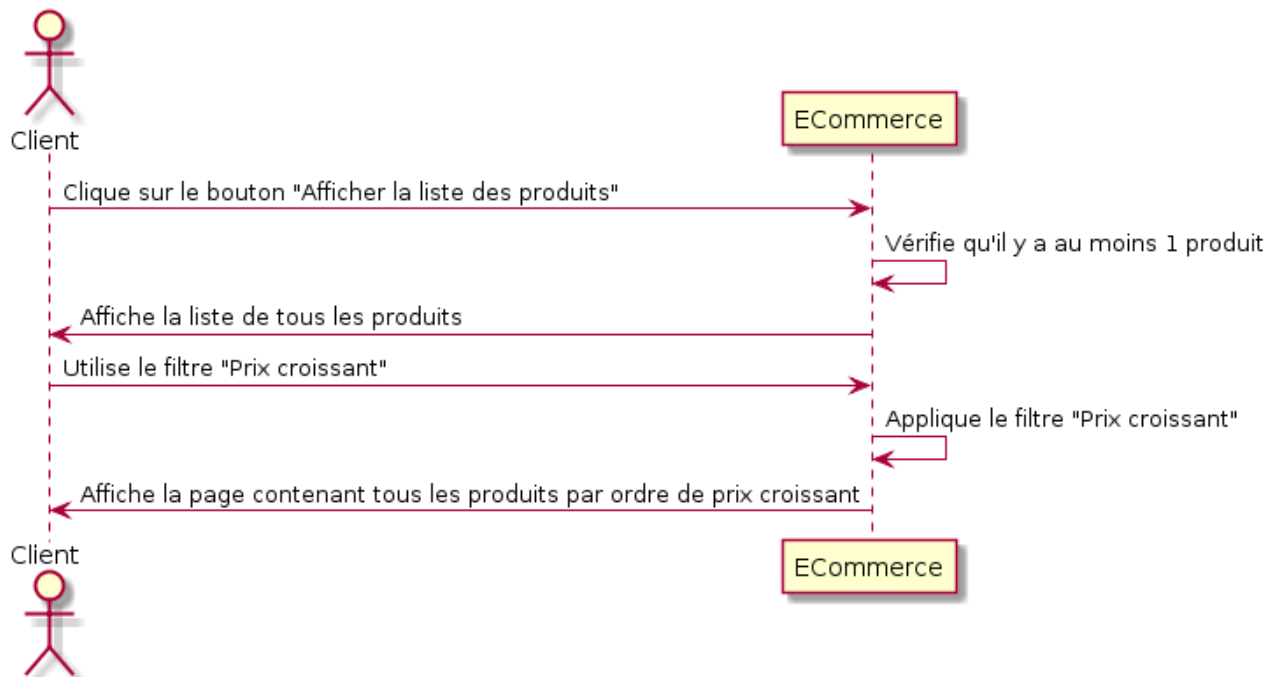 Client
ECommerce
Clique sur le bouton "Afficher la liste des produits"
Vérifie qu'il y a au moins 1 produit
Affiche la liste de tous les produits
Utilise le filtre "Prix croissant"
Applique le filtre "Prix croissant"
Affiche la page contenant tous les produits par ordre de prix croissant
Client
ECommerce